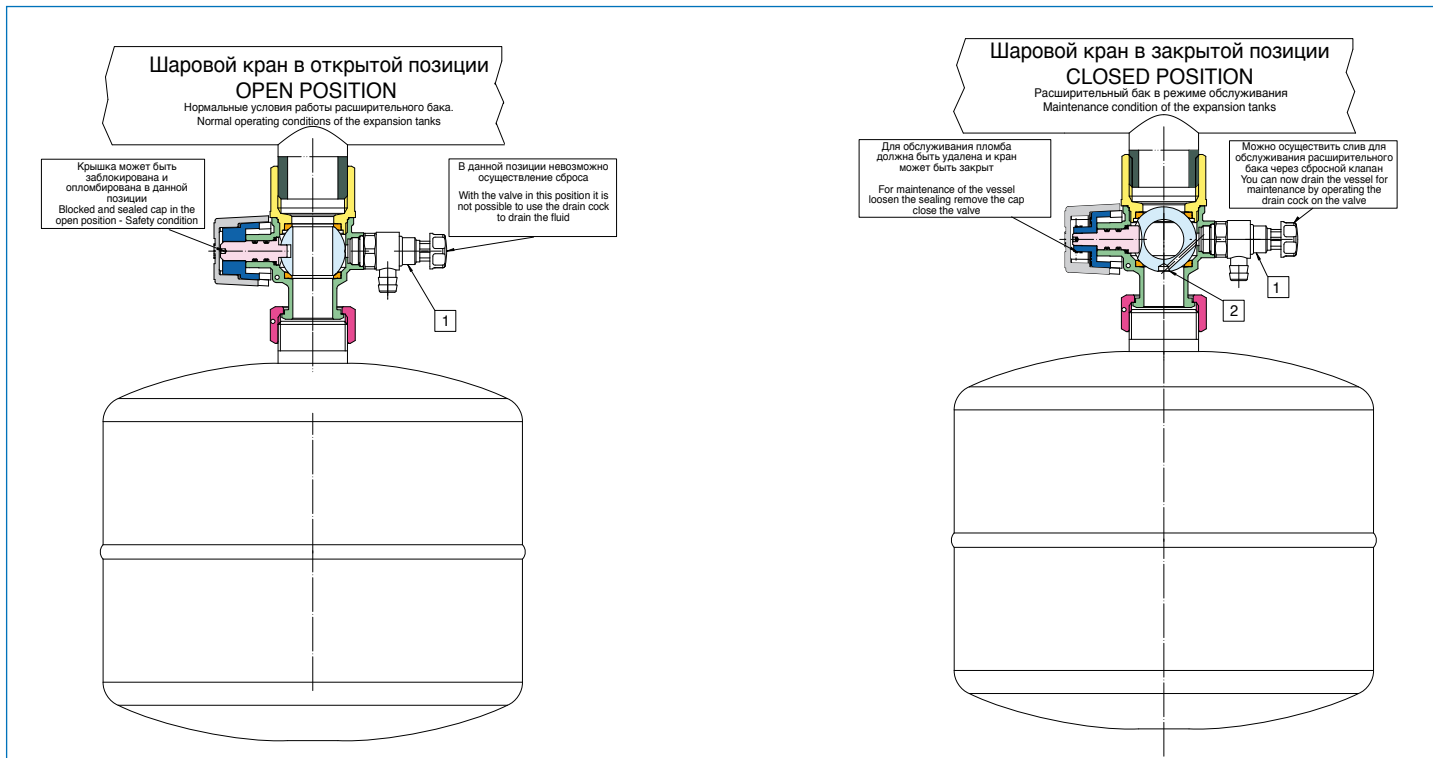 Шаровой кран в открытой позиции
OPEN POSITION
Нормальные условия работы расширительного бака.
Normal operating conditions of the expansion tanks
Крышка может быть
заблокирована и
опломбирована в данной
позиции
Blocked and sealed cap in the
open position - Safety condition
В данной позиции невозможно
осуществление сброса
With the valve in this position it is
not possible to use the drain cock
to drain the fluid
1
Шаровой кран в закрытой позиции
CLOSED POSITION
Расширительный бак в режиме обслуживания
Maintenance condition of the expansion tanks
Для обслуживания пломба
должна быть удалена и кран
может быть закрыт
For maintenance of the vessel
loosen the sealing remove the cap
close the valve
Можно осуществить слив для
обслуживания расширительного
бака через сбросной клапан
You can now drain the vessel for
maintenance by operating the
drain cock on the valve
1
2